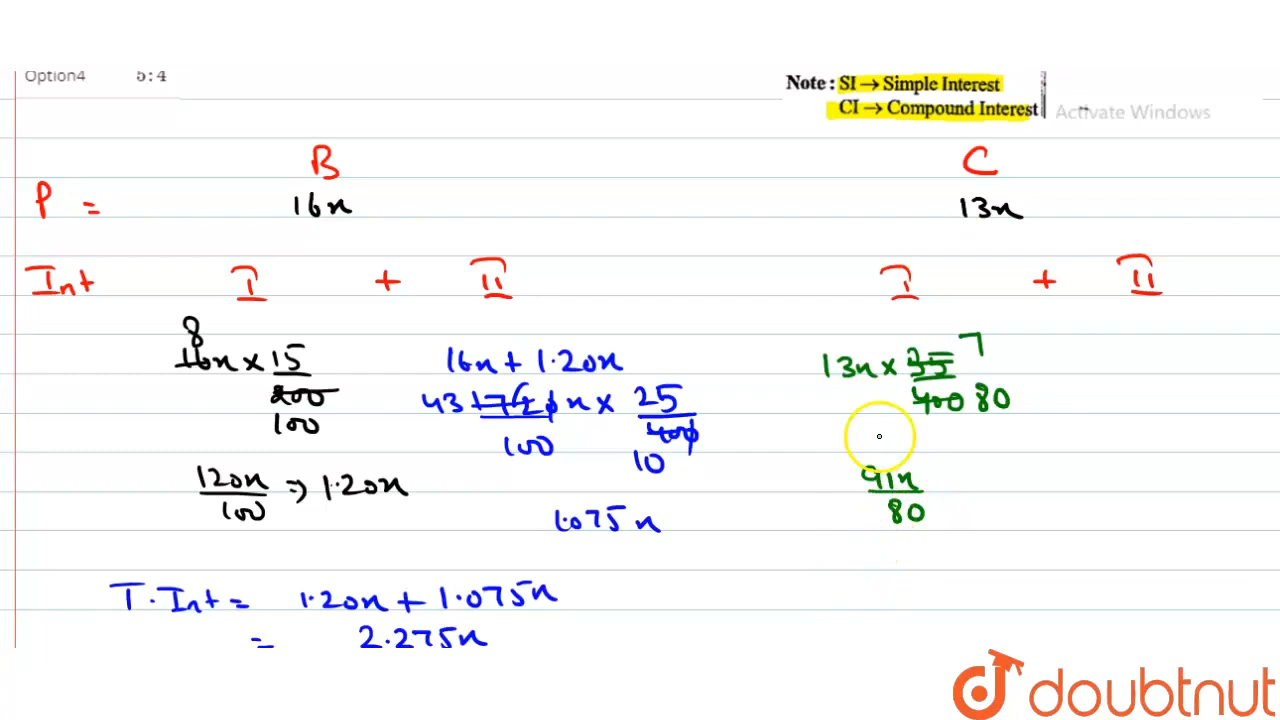 Option4 5:4
Note : SI → Simple Interest
CI → Compound Interest
Activate Windows
B C
P = 16x 13x
Int I + II I + II
8
16x × 15/200 100
120x/100 ⇒ 1.20x
16x + 1.20x
43 1720x/100 × 25/400 10
1.075x
13x × 35/400 7 80
91x/80
T. Int = 1.20x + 1.075x
= 2.275x
doubtnut